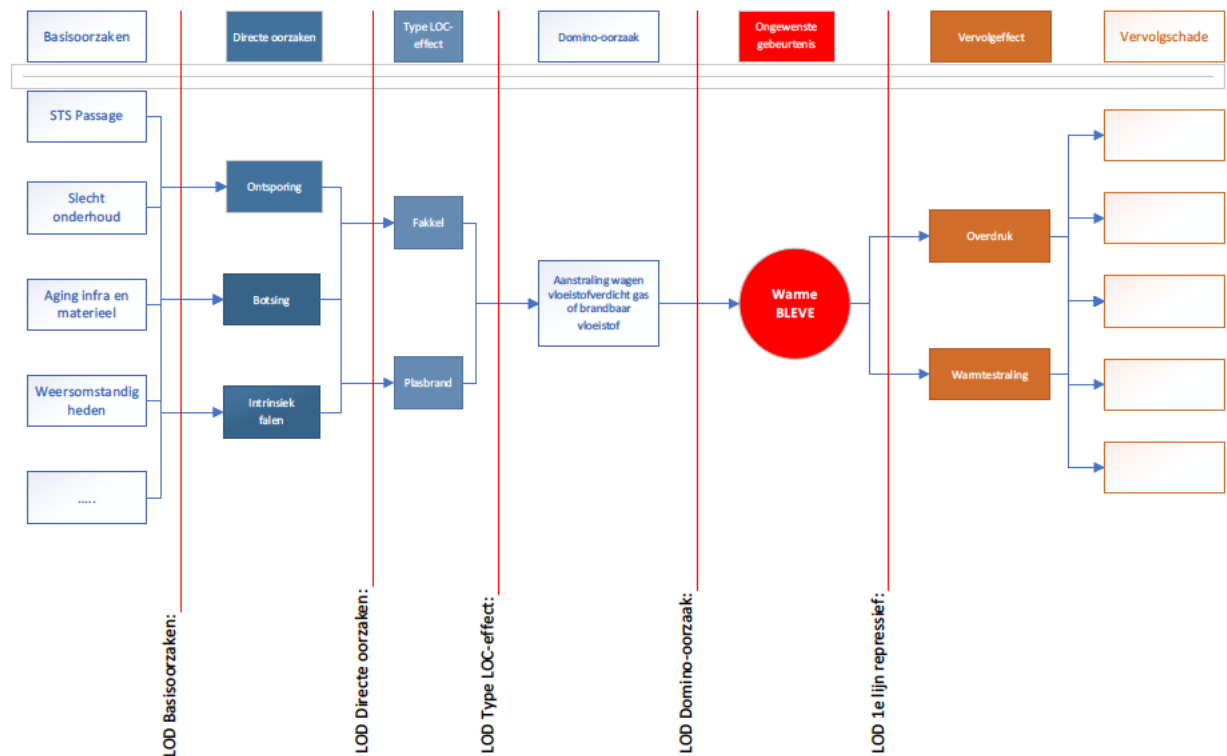 Basisoorzaken
Directe oorzaken
Type LOC-
effect
Domino-oorzaak
Ongewenste
gebeurtenis
Vervolgeffect
Vervolgschade
STS Passage
Slecht
onderhoud
Aging infra en
materieel
Weersomstandig
heden
.....
Ontsporing
Botsing
Intrinsiek
falen
Fakkel
Plasbrand
Aanstraling wagen
vloeistofverdicht gas
of brandbaar
vloeistof
Warme
BLEVE
Overdruk
Warmtestraling
LOD Basisoorzaken:
LOD Directe oorzaken:
LOD Type LOC-effect:
LOD Domino-oorzaak:
LOD 1e lijn repressief: